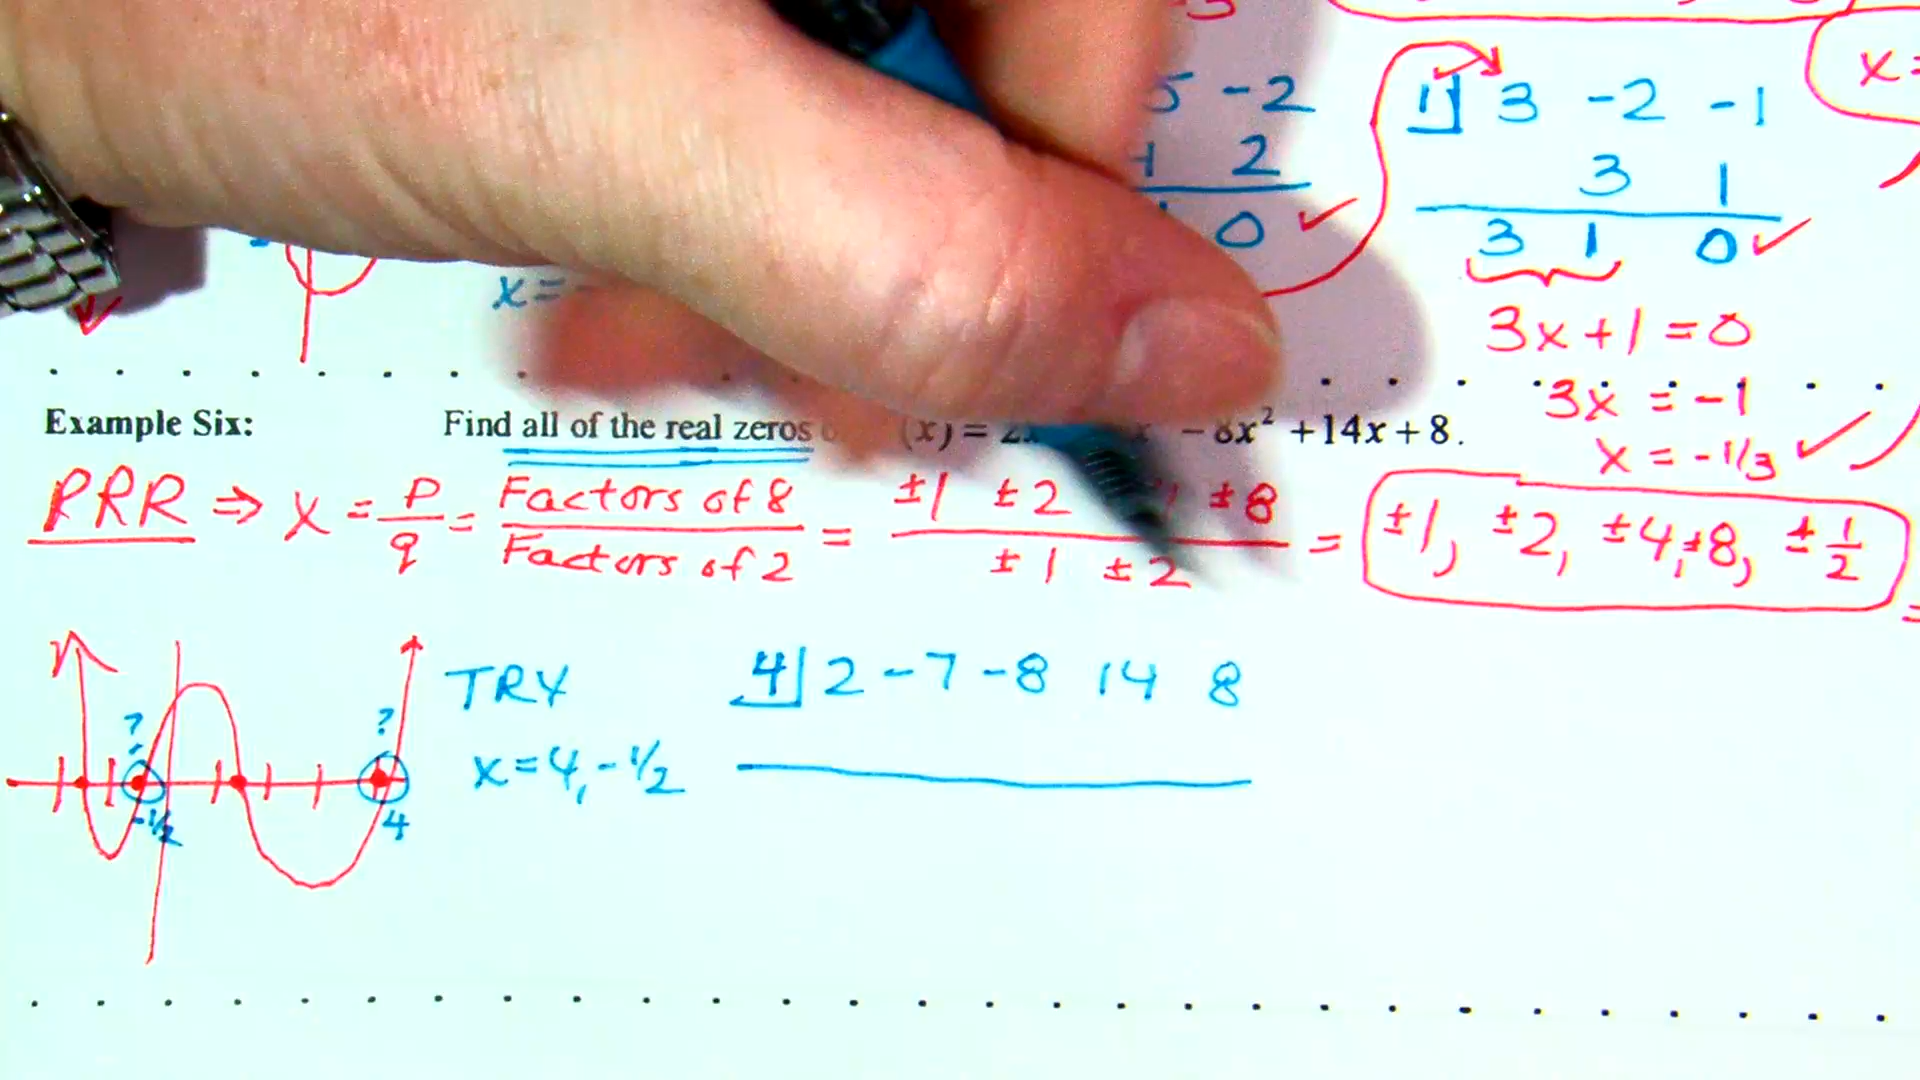 5 -2
1⌋ 3 -2 -1
x=
1 2
3 1
0 ✓
3 1 0 ✓
x=-
3x+1=0
3x = -1
x = -1/3 ✓
Example Six: Find all of the real zeros (x) = 2x - 8x² +14x+8.
PRR ⇒ x = p/q = Factors of 8 / Factors of 2 = ±1 ±2 ±8 / ±1 ±2 = ±1, ±2, ±4, ±8, ± 1/2
TRY 4⌋ 2 -7 -8 14 8
x=4, -1/2
? ?
-1/2 4